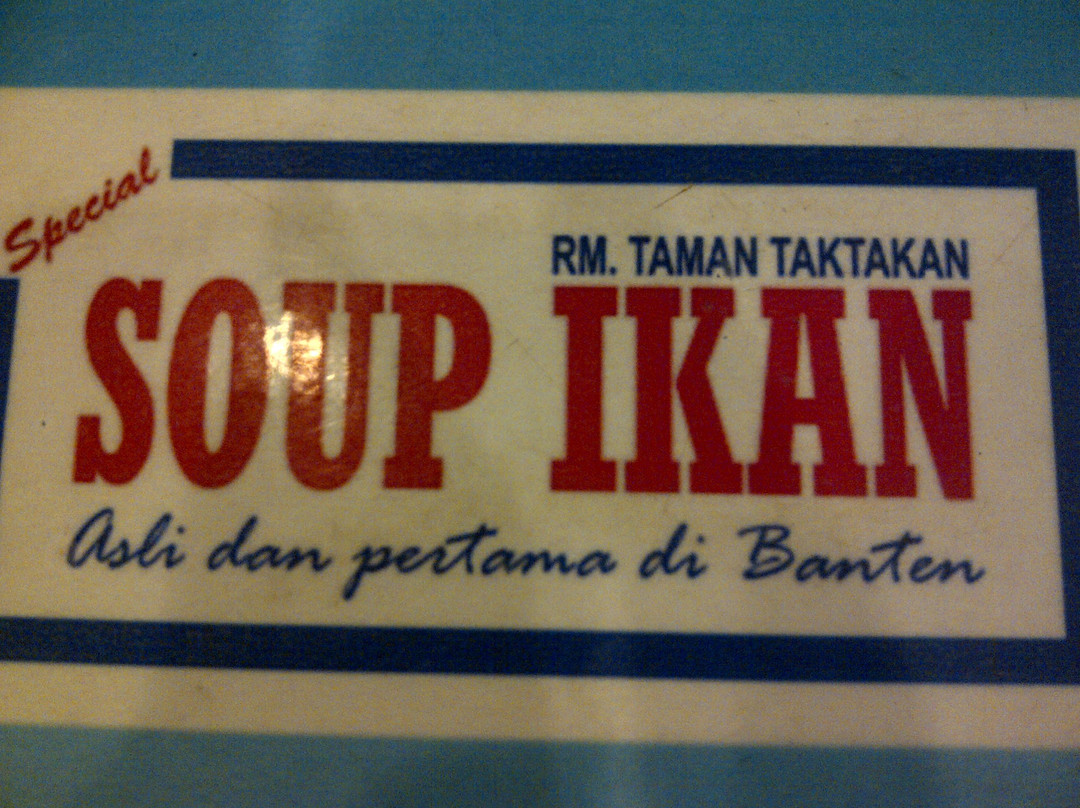 Special
RM. TAMAN TAKTAKAN
SOUP IKAN
Asli dan pertama di Banten